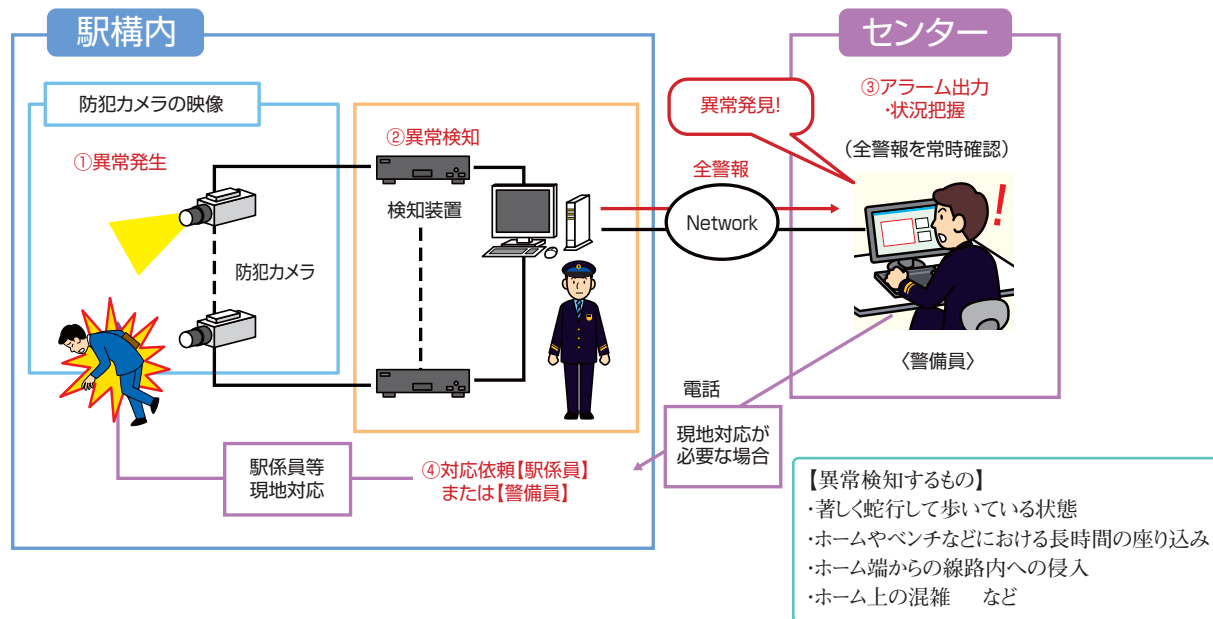 駅構内
センター
防犯カメラの映像
①異常発生
②異常検知
検知装置
防犯カメラ
全警報
Network
異常発見!
③アラーム出力
・状況把握
（全警報を常時確認）
〈警備員〉
電話
現地対応が
必要な場合
④対応依頼【駅係員】
または【警備員】
駅係員等
現地対応
【異常検知するもの】
・著しく蛇行して歩いている状態
・ホームやベンチなどにおける長時間の座り込み
・ホーム端からの線路内への侵入
・ホーム上の混雑　など